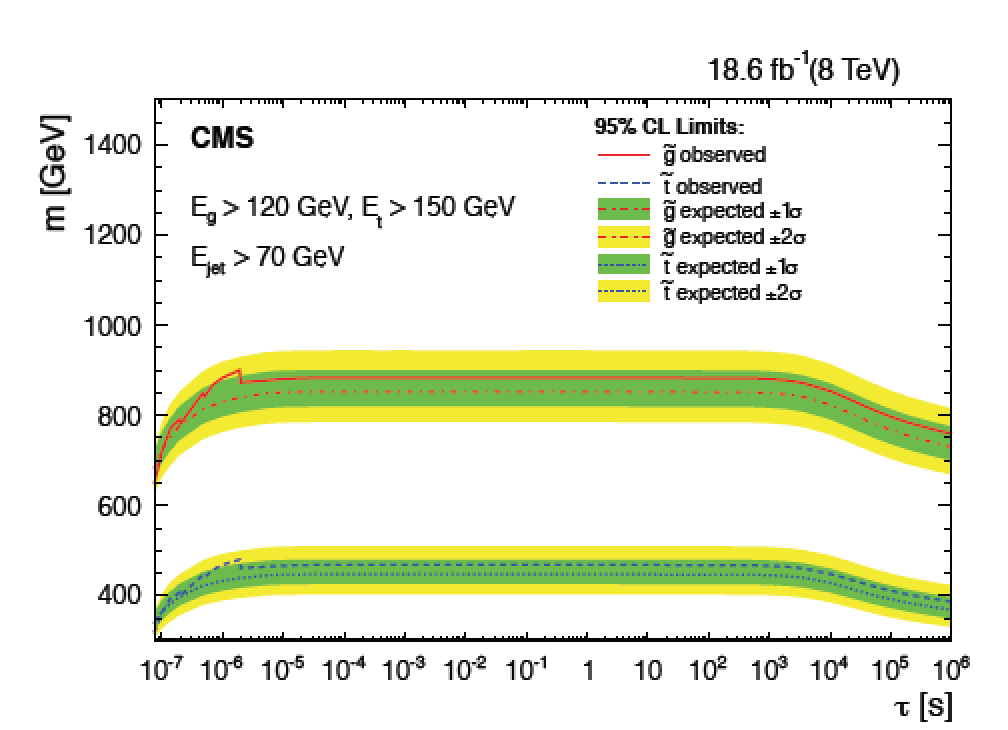 18.6 fb⁻¹(8 TeV)
m [GeV]
CMS
E_g > 120 GeV, E_t > 150 GeV
E_jet > 70 GeV
95% CL Limits:
g̃ observed
t̃ observed
g̃ expected ±1σ
g̃ expected ±2σ
t̃ expected ±1σ
t̃ expected ±2σ
1400
1200
1000
800
600
400
10⁻⁷ 10⁻⁶ 10⁻⁵ 10⁻⁴ 10⁻³ 10⁻² 10⁻¹ 1 10 10² 10³ 10⁴ 10⁵ 10⁶
τ [s]